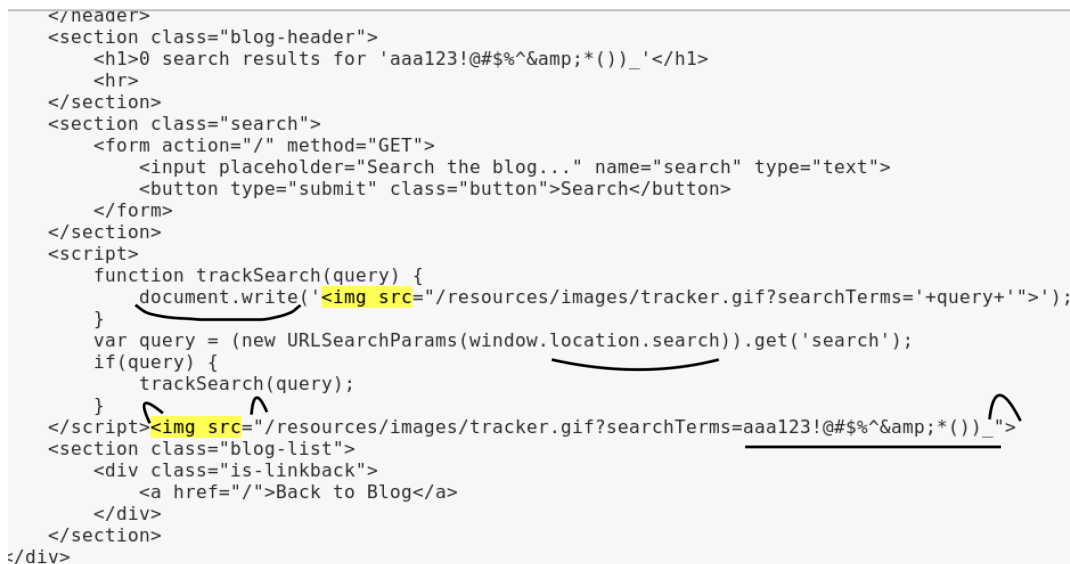 </header>
<section class="blog-header">
<h1>0 search results for 'aaa123!@#$%^&amp;*())_'</h1>
<hr>
</section>
<section class="search">
<form action="/" method="GET">
<input placeholder="Search the blog..." name="search" type="text">
<button type="submit" class="button">Search</button>
</form>
</section>
<script>
function trackSearch(query) {
document.write('<img src="/resources/images/tracker.gif?searchTerms='+query+'">');
}
var query = (new URLSearchParams(window.location.search)).get('search');
if(query) {
trackSearch(query);
}
</script><img src="/resources/images/tracker.gif?searchTerms=aaa123!@#$%^&amp;*())_">
<section class="blog-list">
<div class="is-linkback">
<a href="/">Back to Blog</a>
</div>
</section>
</div>